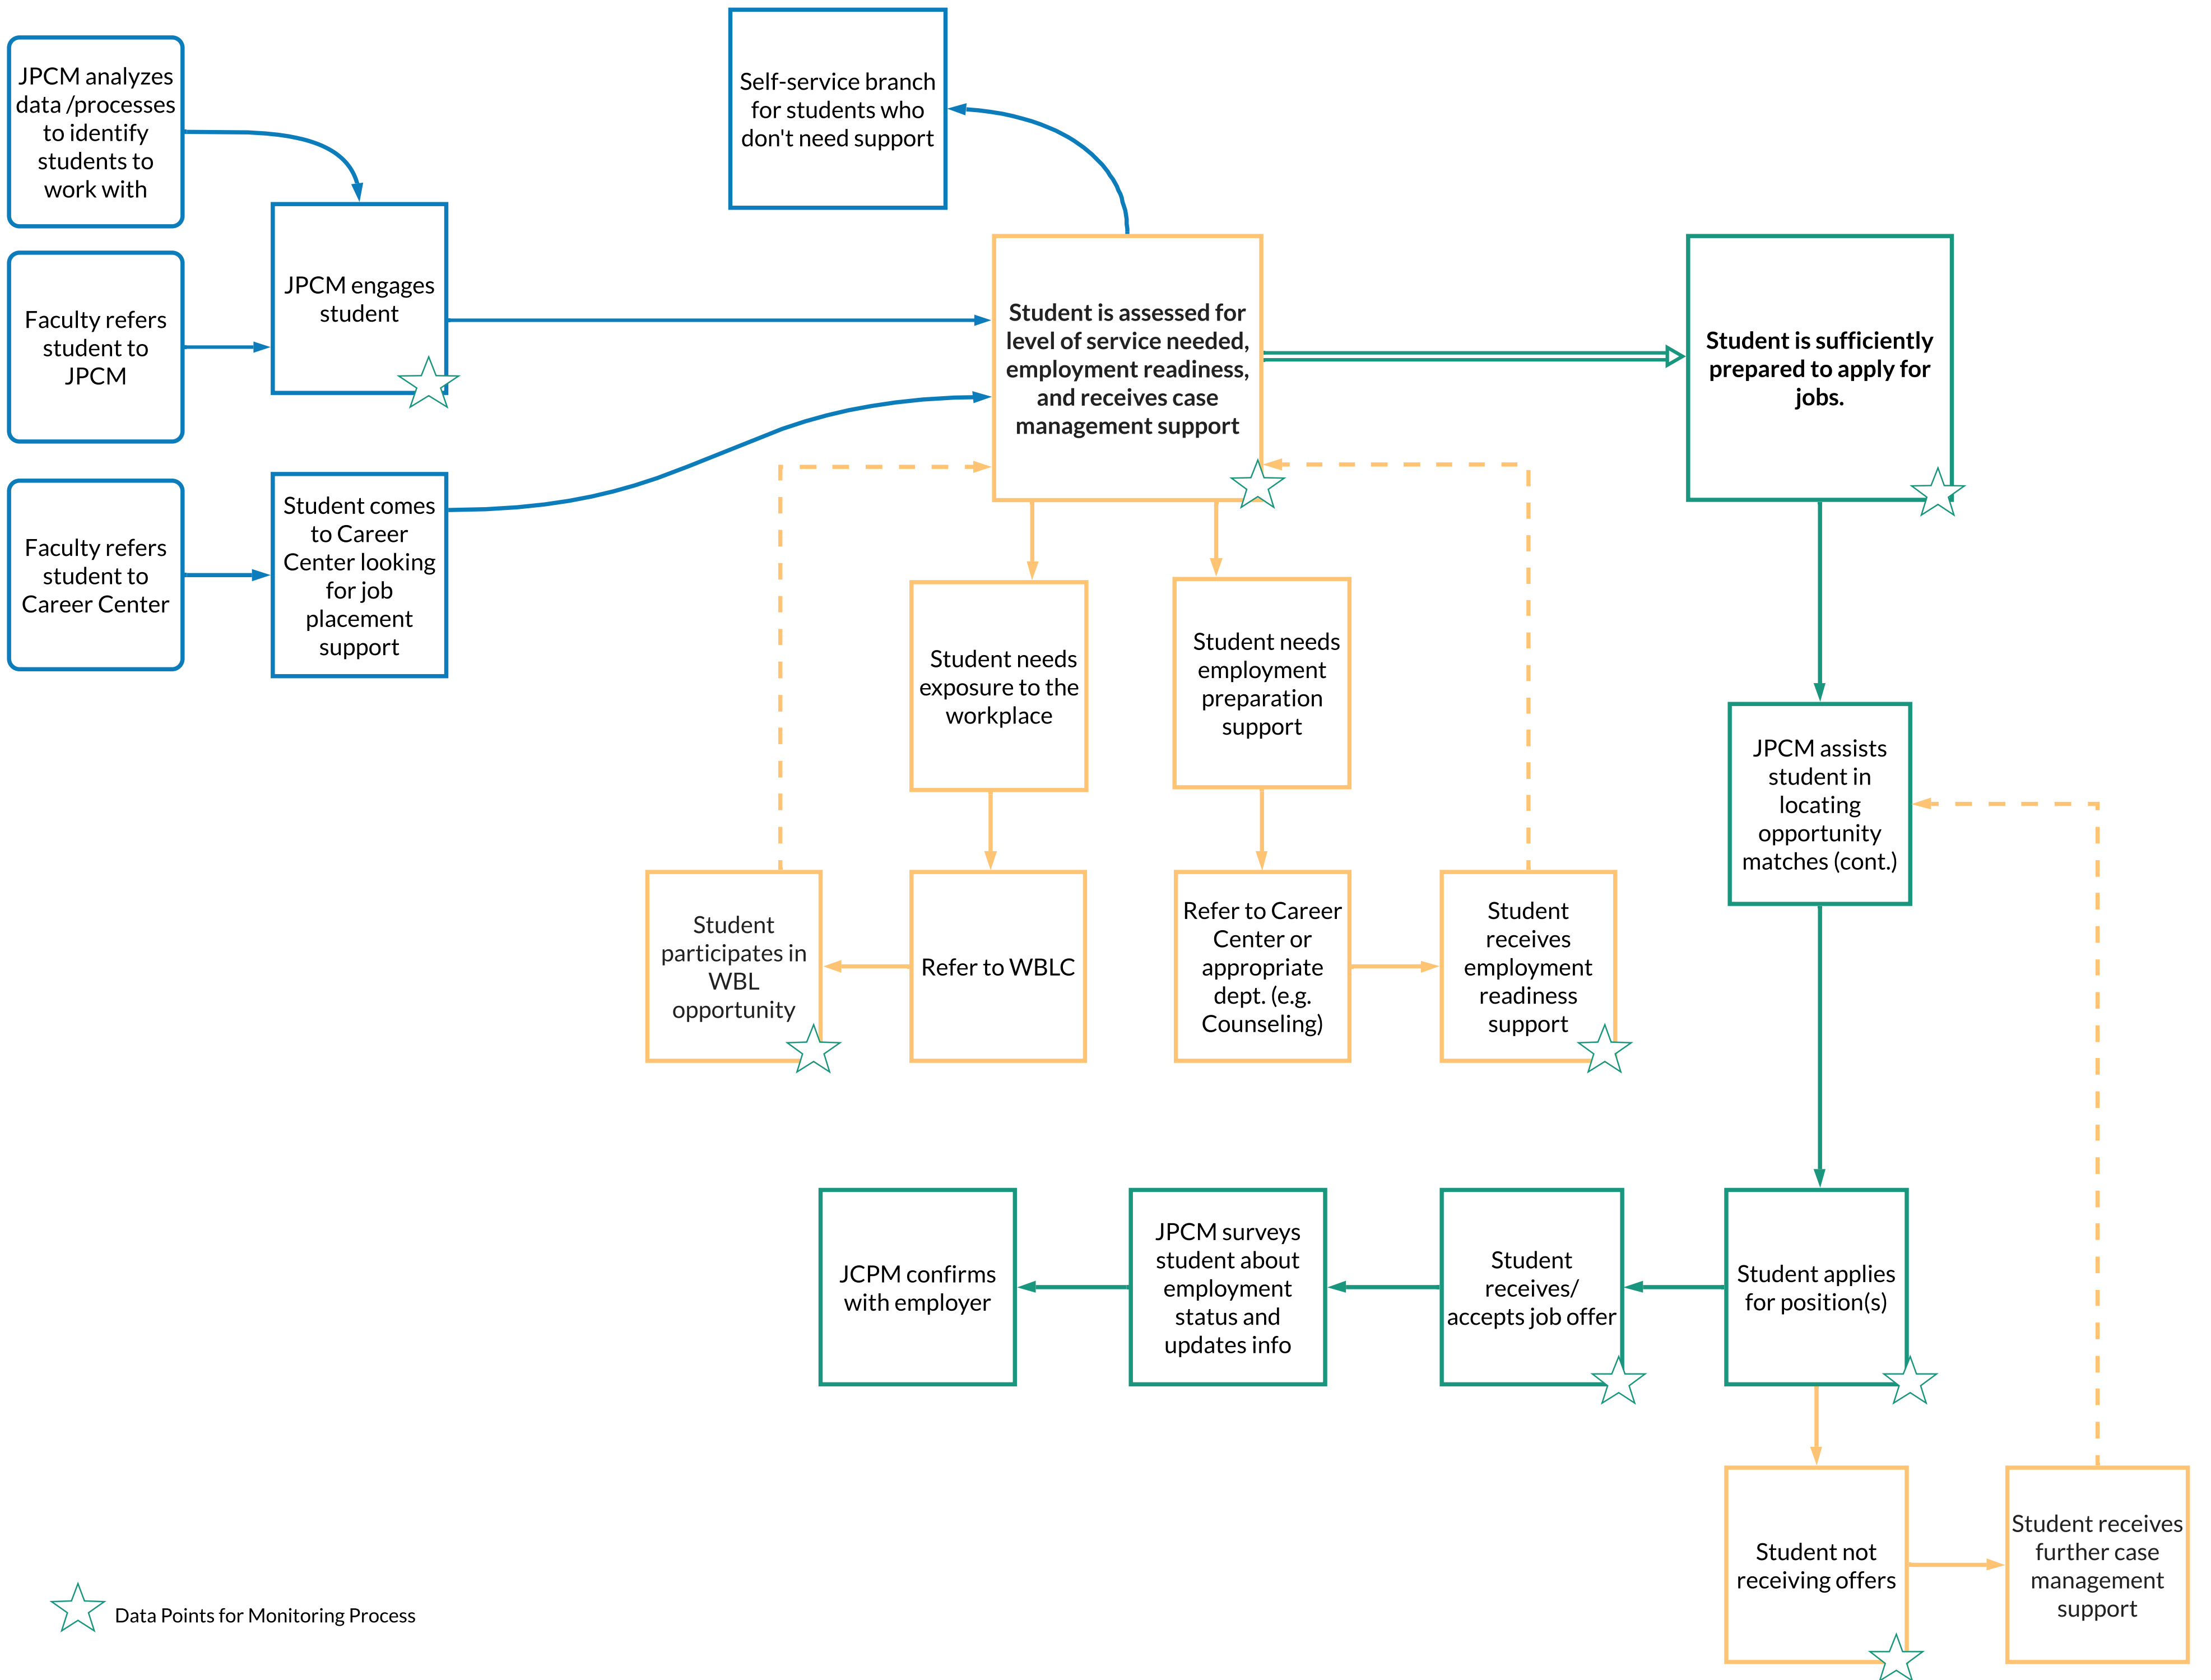 JPCM analyzes
data /processes
to identify
students to
work with
Self-service branch
for students who
don't need support
JPCM engages
student
Faculty refers
student to
JPCM
Student is assessed for
level of service needed,
employment readiness,
and receives case
management support
Student is sufficiently
prepared to apply for
jobs.
Faculty refers
student to
Career Center
Student comes
to Career
Center looking
for job
placement
support
Student needs
exposure to the
workplace
Student needs
employment
preparation
support
JPCM assists
student in
locating
opportunity
matches (cont.)
Student
participates in
WBL
opportunity
Refer to WBLC
Refer to Career
Center or
appropriate
dept. (e.g.
Counseling)
Student
receives
employment
readiness
support
JCPM confirms
with employer
JPCM surveys
student about
employment
status and
updates info
Student
receives/
accepts job offer
Student applies
for position(s)
Student not
receiving offers
Student receives
further case
management
support
Data Points for Monitoring Process